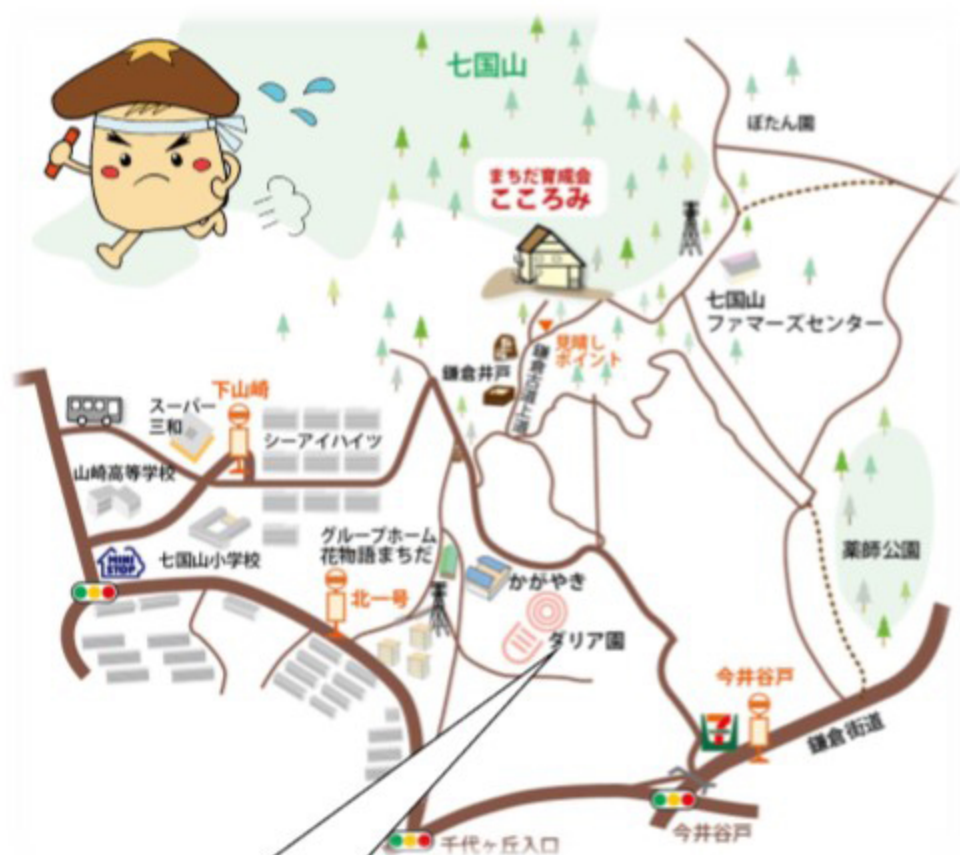 七国山
ぼたん園
まちだ育成会
こころみ
七国山
ファマーズセンター
見晴し
ポイント
鎌倉井戸
鎌倉古道上道
下山崎
スーパー
三和
シーアイハイツ
山崎高等学校
グループホーム
花物語まちだ
七国山小学校
MINI
STOP
北一号
かがやき
薬師公園
ダリア園
今井谷戸
鎌倉街道
今井谷戸
千代ヶ丘入口